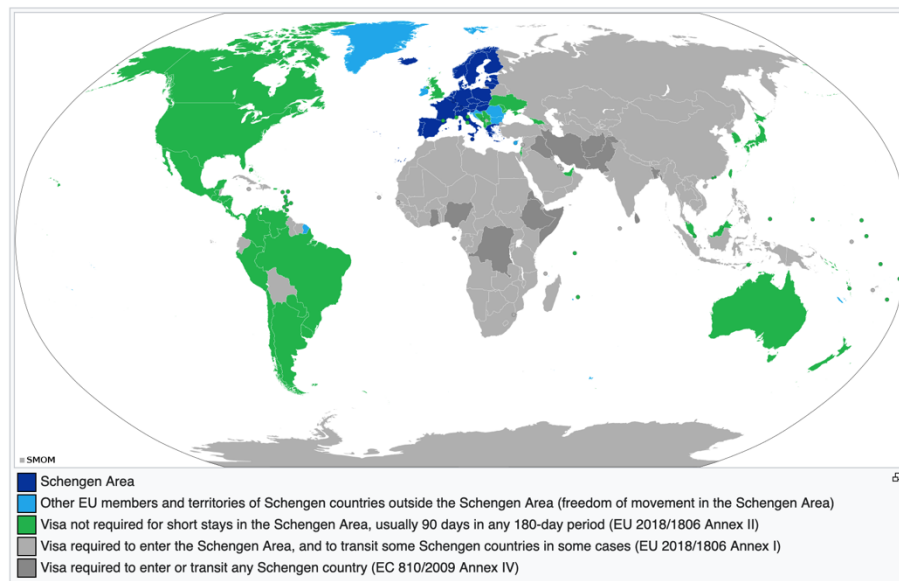 SMOM
Schengen Area
Other EU members and territories of Schengen countries outside the Schengen Area (freedom of movement in the Schengen Area)
Visa not required for short stays in the Schengen Area, usually 90 days in any 180-day period (EU 2018/1806 Annex II)
Visa required to enter the Schengen Area, and to transit some Schengen countries in some cases (EU 2018/1806 Annex I)
Visa required to enter or transit any Schengen country (EC 810/2009 Annex IV)